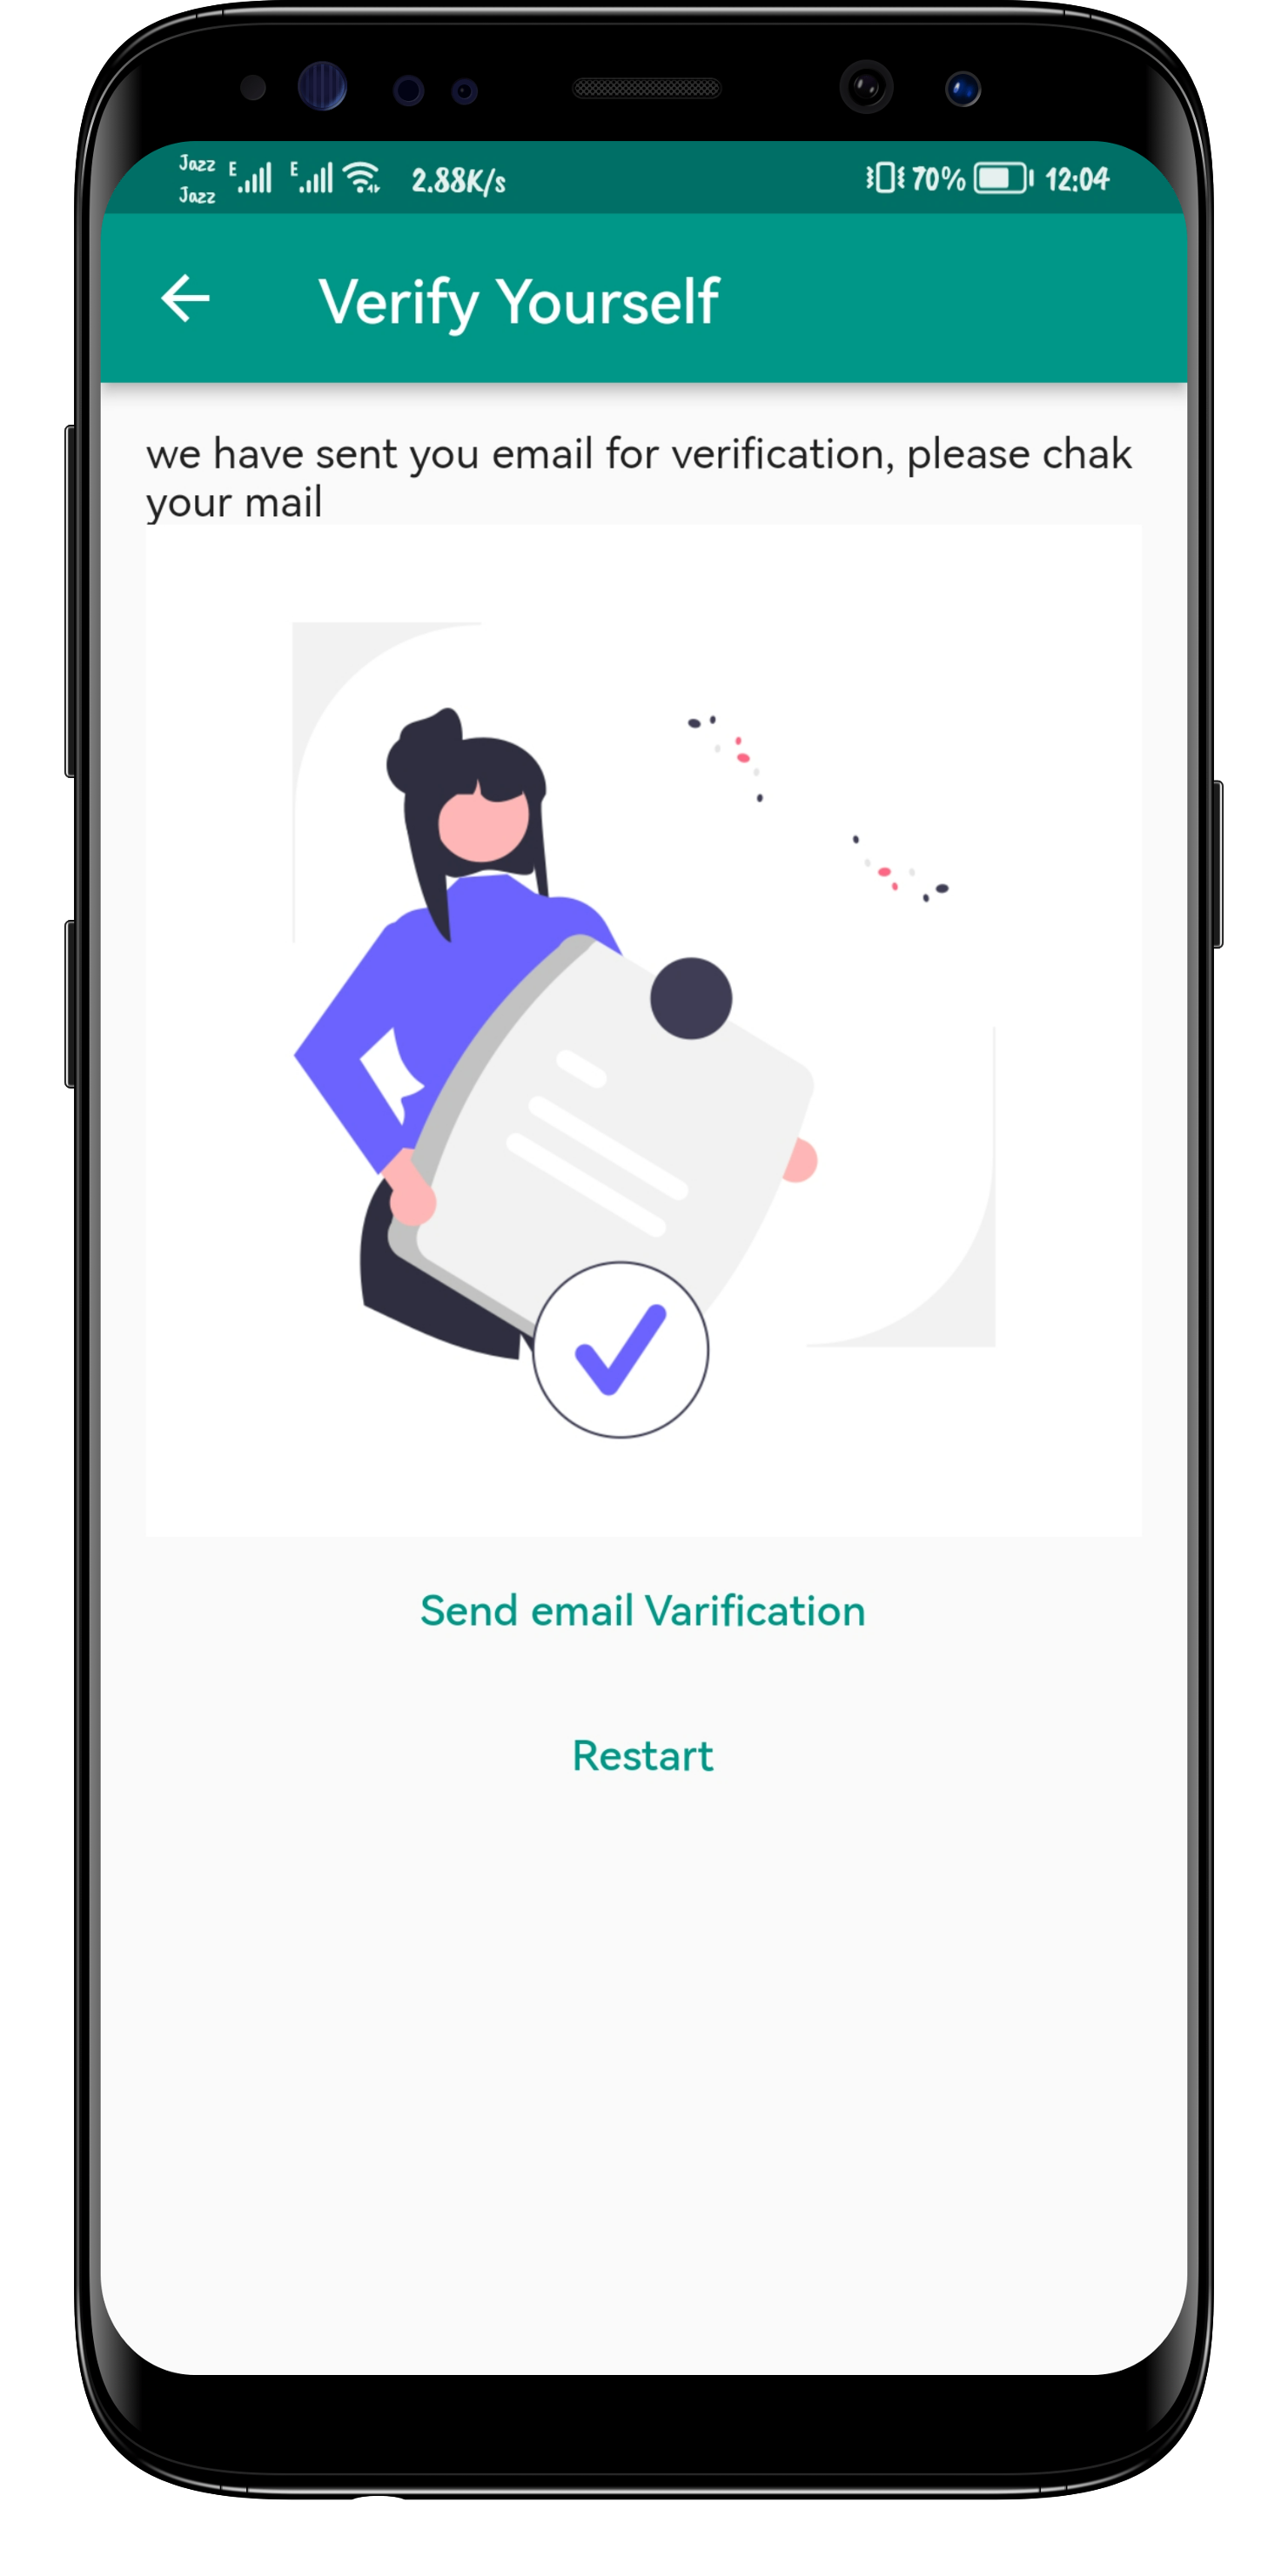 Jazz
Jazz
E
E
2.88K/s
70%
12:04
Verify Yourself
we have sent you email for verification, please chak
your mail
Send email Varification
Restart